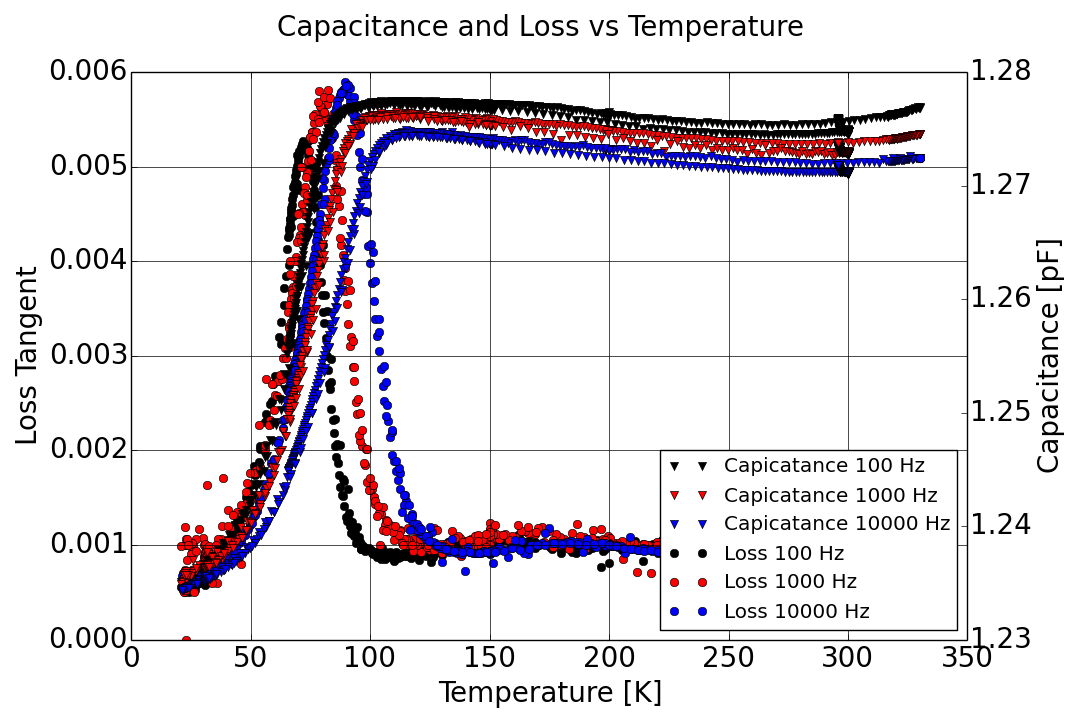 Capacitance and Loss vs Temperature
0.006
0.005
0.004
0.003
0.002
0.001
0.000
Loss Tangent
1.28
1.27
1.26
1.25
1.24
1.23
Capacitance [pF]
Capicatance 100 Hz
Capicatance 1000 Hz
Capicatance 10000 Hz
Loss 100 Hz
Loss 1000 Hz
Loss 10000 Hz
0 50 100 150 200 250 300 350
Temperature [K]